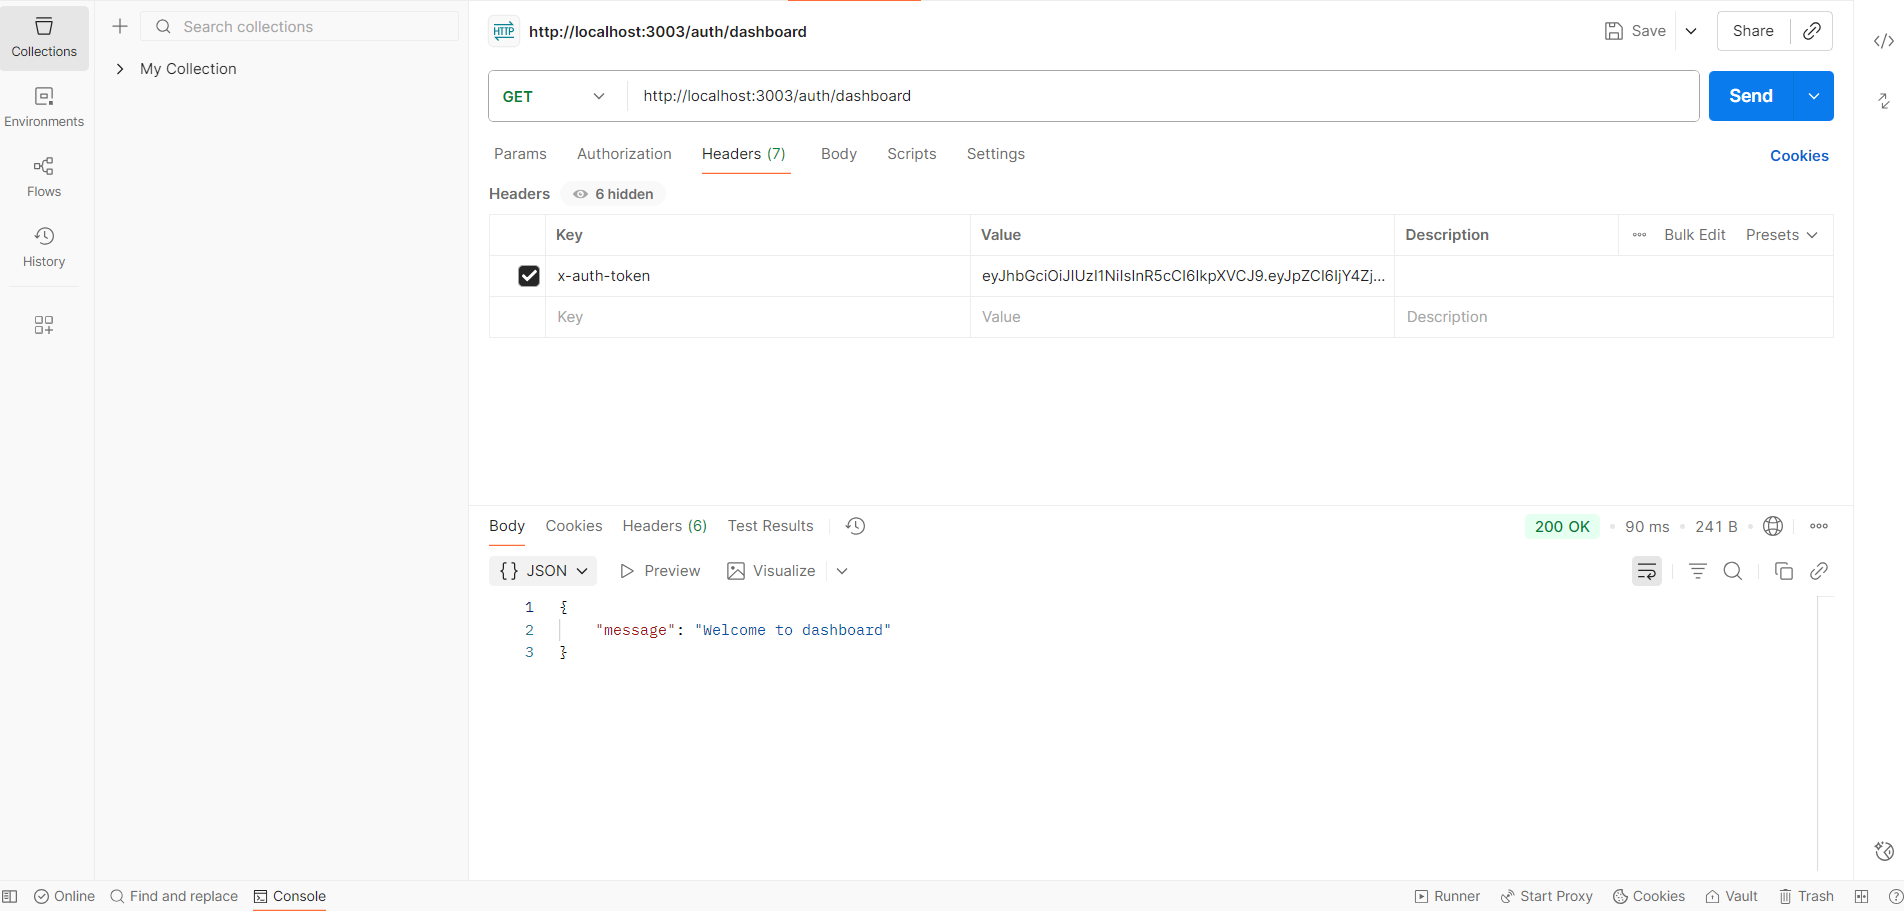 Collections
Environments
Flows
History
Search collections
My Collection
HTTP http://localhost:3003/auth/dashboard
Save
Share
GET http://localhost:3003/auth/dashboard
Send
Params Authorization Headers (7) Body Scripts Settings
Cookies
Headers 6 hidden
Key Value Description Bulk Edit Presets
x-auth-token eyJhbGciOiJIUzI1NiIsInR5cCI6IkpXVCJ9.eyJpZCI6IjY4Zj...
Key Value Description
Body Cookies Headers (6) Test Results
200 OK 90 ms 241 B
{} JSON Preview Visualize
1 {
2 "message": "Welcome to dashboard"
3 }
Online Find and replace Console
Runner Start Proxy Cookies Vault Trash